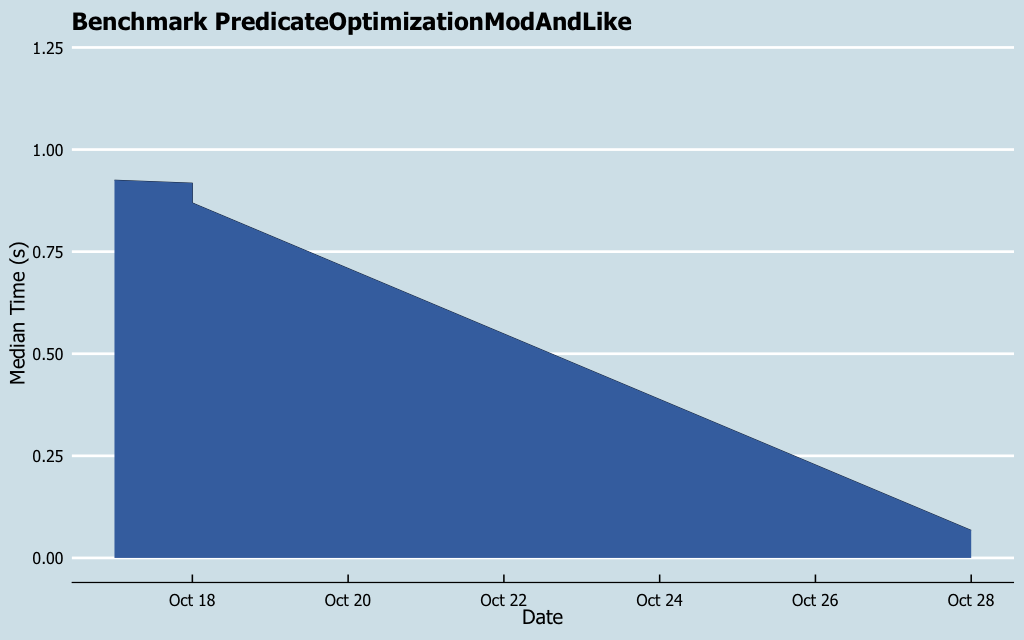 Benchmark PredicateOptimizationModAndLike
1.25
1.00
0.75
0.50
0.25
0.00
Median Time (s)
Oct 18 Oct 20 Oct 22 Oct 24 Oct 26 Oct 28
Date